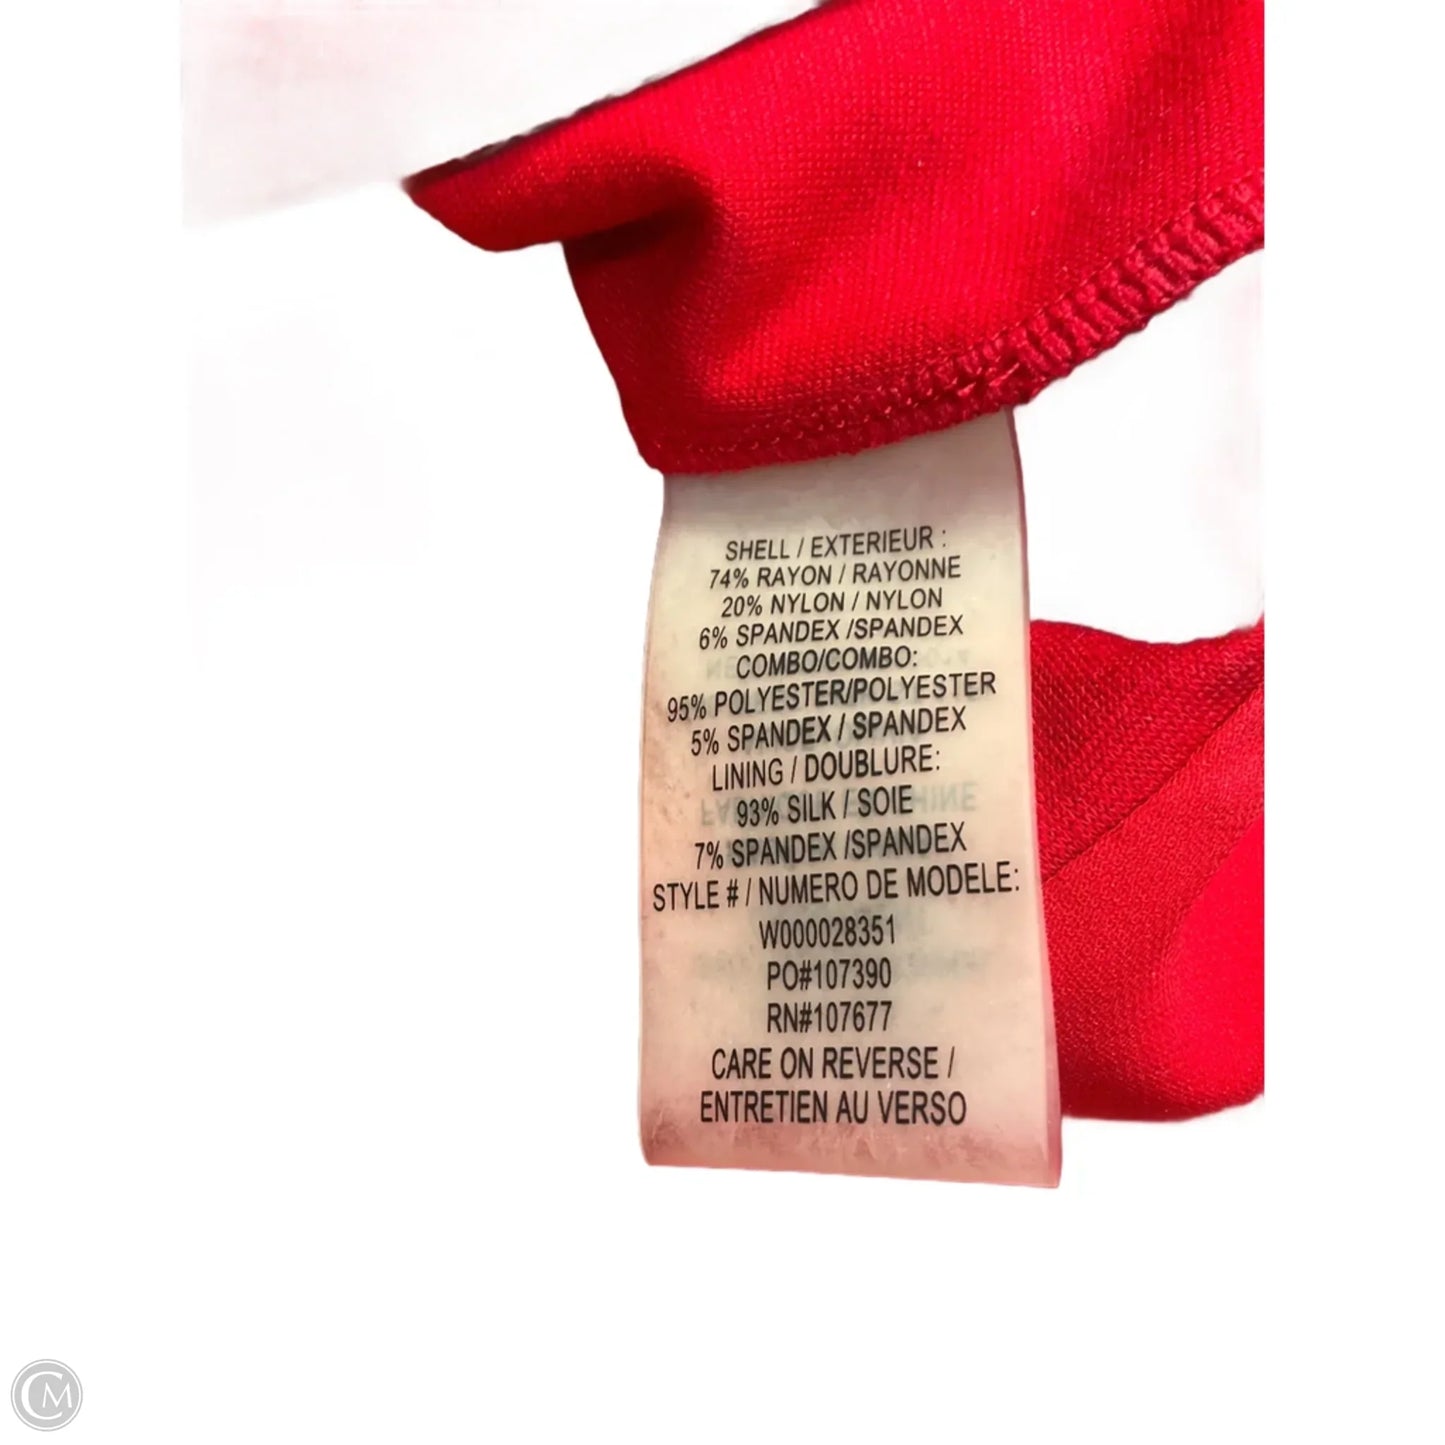 SHELL / EXTERIEUR :
74% RAYON / RAYONNE
20% NYLON / NYLON
6% SPANDEX /SPANDEX
COMBO/COMBO:
95% POLYESTER/POLYESTER
5% SPANDEX / SPANDEX
LINING / DOUBLURE:
93% SILK / SOIE
7% SPANDEX /SPANDEX
STYLE # / NUMERO DE MODELE:
W000028351
PO#107390
RN#107677
CARE ON REVERSE /
ENTRETIEN AU VERSO
CM